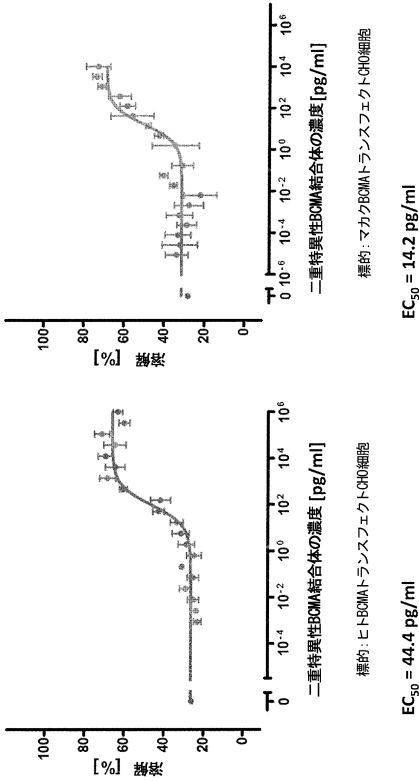 溶解 [%]
100
80
60
40
20
0
0 10⁻⁴ 10⁻² 10⁰ 10² 10⁴ 10⁶
二重特異性BCMA結合体の濃度 [pg/ml]
標的:ヒトBCMAトランスフェクトCHO細胞
EC₅₀ = 44.4 pg/ml
溶解 [%]
100
80
60
40
20
0
0 10⁻⁶ 10⁻⁴ 10⁻² 10⁰ 10² 10⁴ 10⁶
二重特異性BCMA結合体の濃度 [pg/ml]
標的:マカクBCMAトランスフェクトCHO細胞
EC₅₀ = 14.2 pg/ml